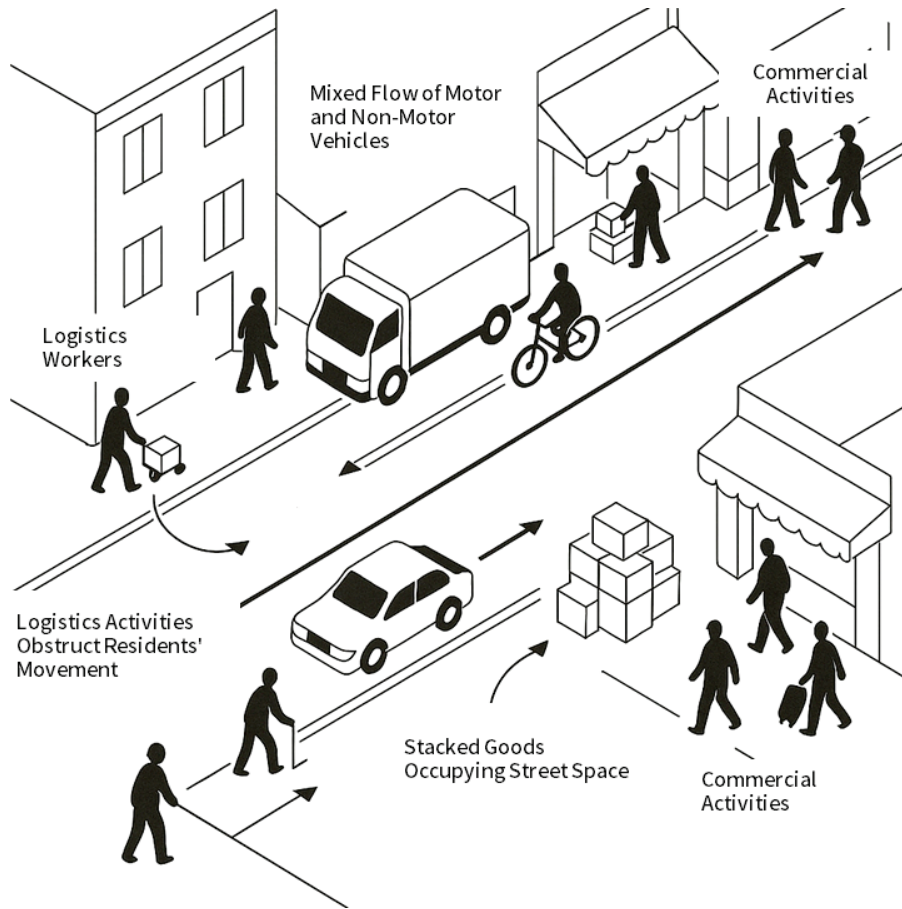 Commercial
Activities
Mixed Flow of Motor
and Non-Motor
Vehicles
Logistics
Workers
Logistics Activities
Obstruct Residents'
Movement
Stacked Goods
Occupying Street Space
Commercial
Activities